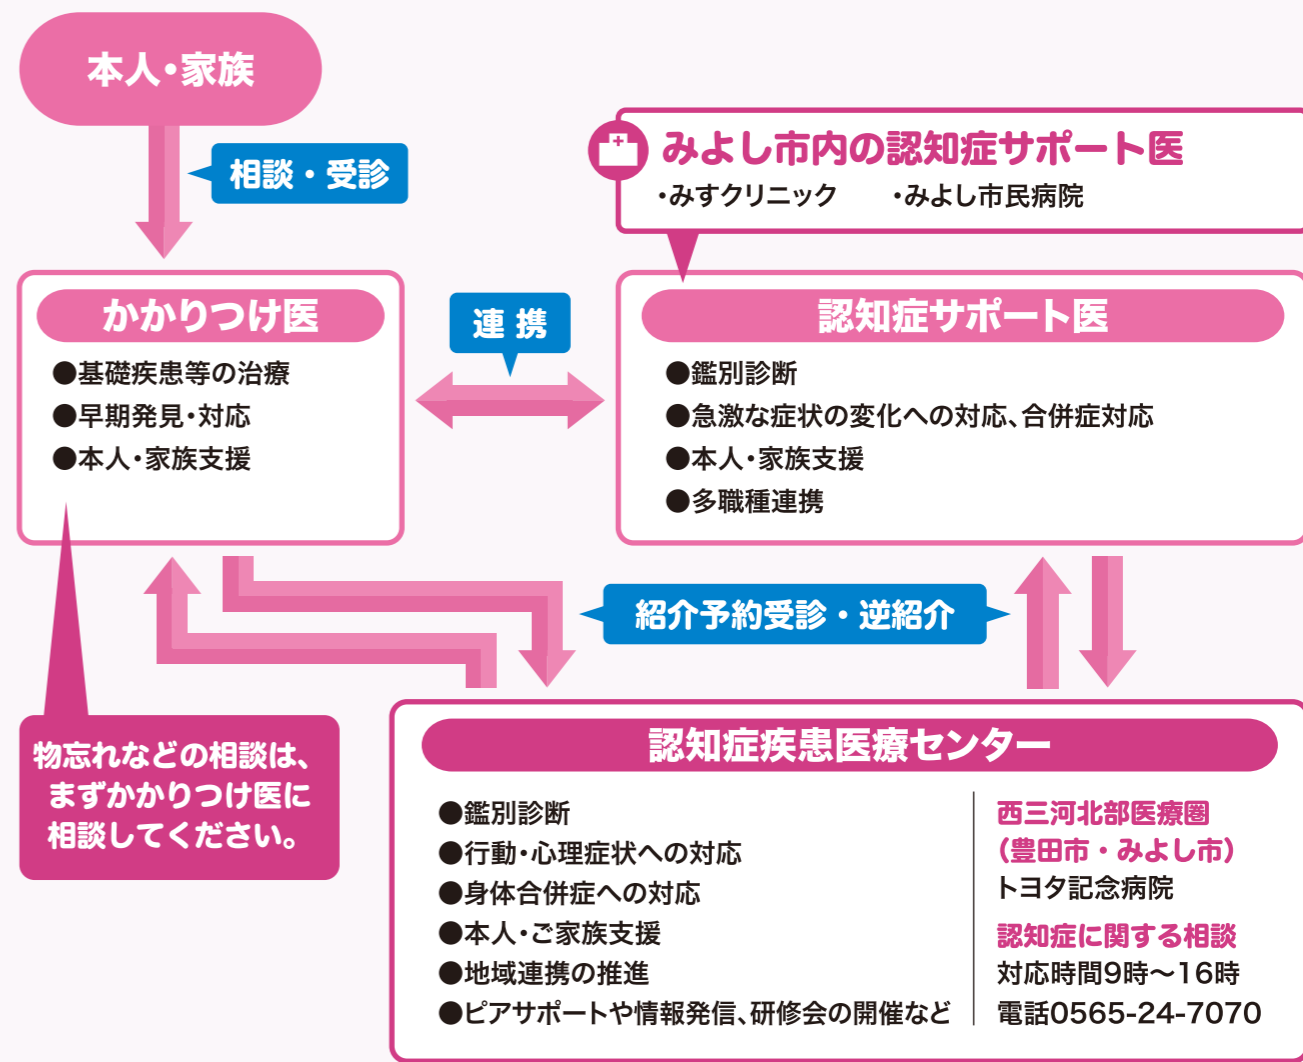 本人・家族
相談・受診
みよし市内の認知症サポート医
・みすクリニック　・みよし市民病院
かかりつけ医
●基礎疾患等の治療
●早期発見・対応
●本人・家族支援
連 携
認知症サポート医
●鑑別診断
●急激な症状の変化への対応、合併症対応
●本人・家族支援
●多職種連携
紹介予約受診・逆紹介
物忘れなどの相談は、
まずかかりつけ医に
相談してください。
認知症疾患医療センター
●鑑別診断
●行動・心理症状への対応
●身体合併症への対応
●本人・ご家族支援
●地域連携の推進
●ピアサポートや情報発信、研修会の開催など
西三河北部医療圏
（豊田市・みよし市）
トヨタ記念病院
認知症に関する相談
対応時間9時〜16時
電話0565-24-7070